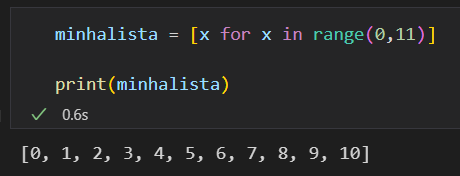 minhalista = [x for x in range(0,11)]
print(minhalista)
0.6s
[0, 1, 2, 3, 4, 5, 6, 7, 8, 9, 10]